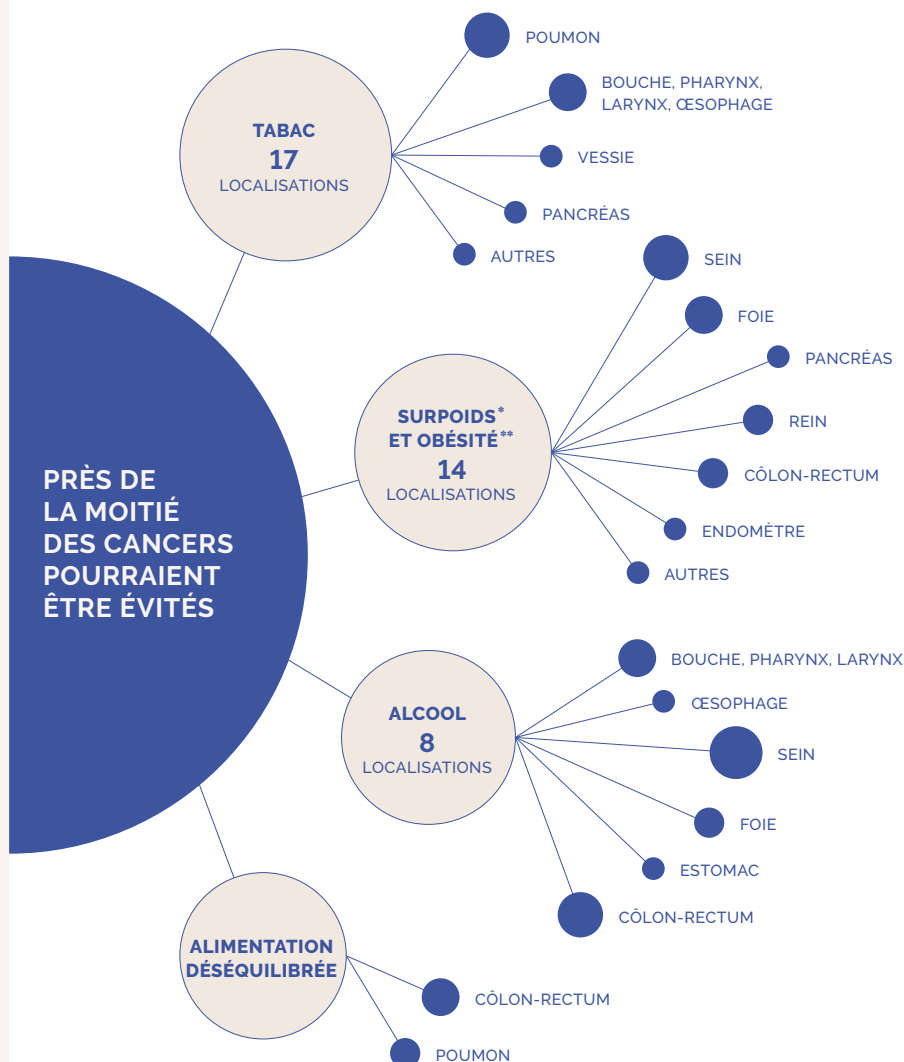 PRÈS DE
LA MOITIÉ
DES CANCERS
POURRAIENT
ÊTRE ÉVITÉS
TABAC
17
LOCALISATIONS
POUMON
BOUCHE, PHARYNX,
LARYNX, ŒSOPHAGE
VESSIE
PANCRÉAS
AUTRES
SURPOIDS*
ET OBÉSITÉ**
14
LOCALISATIONS
SEIN
FOIE
PANCRÉAS
REIN
CÔLON-RECTUM
ENDOMÈTRE
AUTRES
ALCOOL
8
LOCALISATIONS
BOUCHE, PHARYNX, LARYNX
ŒSOPHAGE
SEIN
FOIE
ESTOMAC
CÔLON-RECTUM
ALIMENTATION
DÉSÉQUILIBRÉE
CÔLON-RECTUM
POUMON